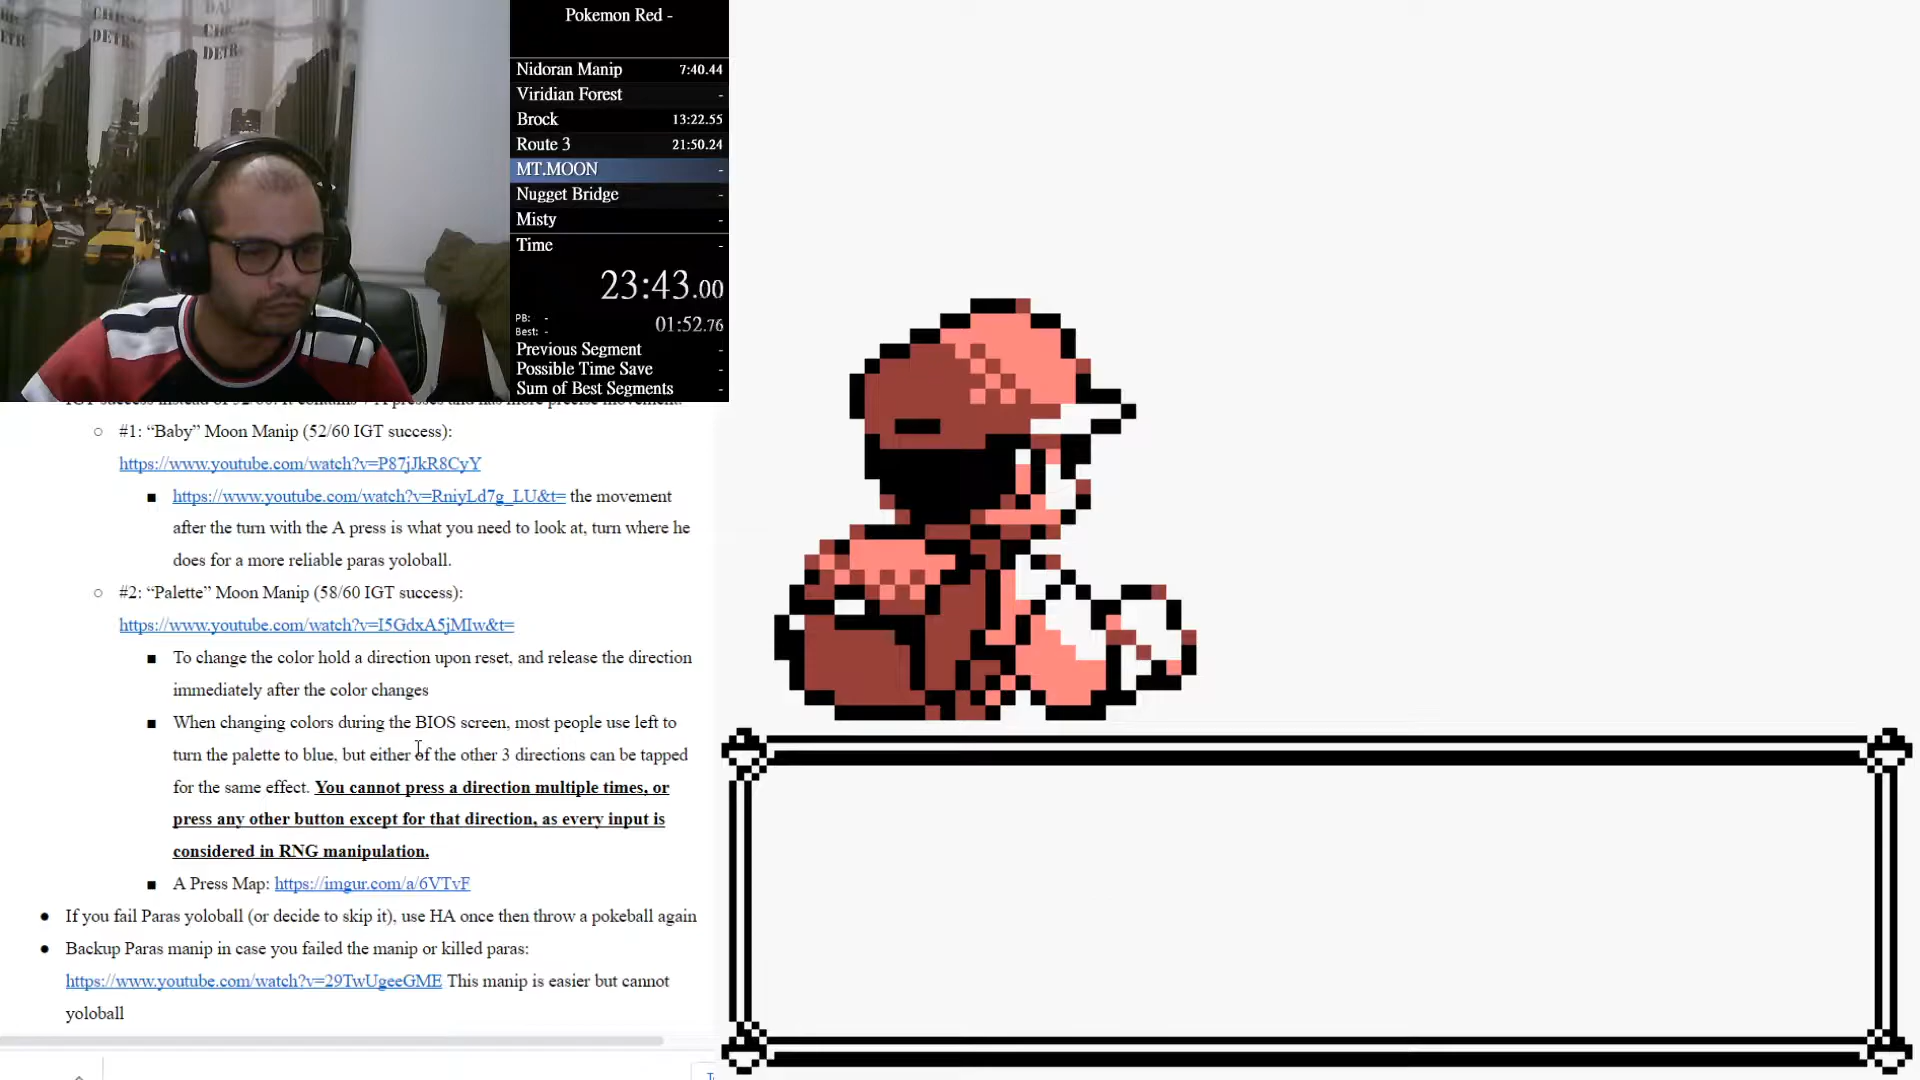 Pokemon Red -
Nidoran Manip 7:40.44
Viridian Forest -
Brock 13:22.55
Route 3 21:50.24
MT.MOON -
Nugget Bridge -
Misty -
Time -
23:43.00
PB: -
Best: -
01:52.76
Previous Segment -
Possible Time Save -
Sum of Best Segments -
○ #1: “Baby” Moon Manip (52/60 IGT success):
https://www.youtube.com/watch?v=P87jJkR8CyY
■ https://www.youtube.com/watch?v=RniyLd7g_LU&t= the movement
after the turn with the A press is what you need to look at, turn where he
does for a more reliable paras yoloball.
○ #2: “Palette” Moon Manip (58/60 IGT success):
https://www.youtube.com/watch?v=I5GdxA5jMIw&t=
■ To change the color hold a direction upon reset, and release the direction
immediately after the color changes
■ When changing colors during the BIOS screen, most people use left to
turn the palette to blue, but either of the other 3 directions can be tapped
for the same effect. You cannot press a direction multiple times, or
press any other button except for that direction, as every input is
considered in RNG manipulation.
■ A Press Map: https://imgur.com/a/6VTvF
● If you fail Paras yoloball (or decide to skip it), use HA once then throw a pokeball again
● Backup Paras manip in case you failed the manip or killed paras:
https://www.youtube.com/watch?v=29TwUgeeGME This manip is easier but cannot
yoloball